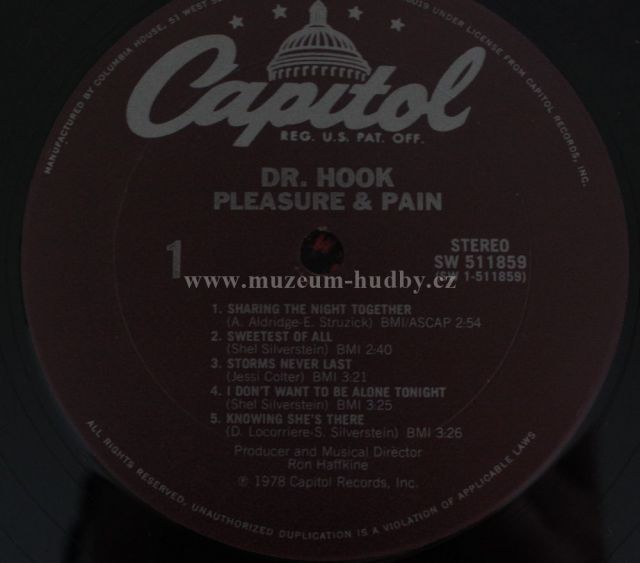 MANUFACTURED BY COLUMBIA HOUSE, 51 WEST
UNDER LICENSE FROM CAPITOL RECORDS, INC.
Capitol
REG. U.S. PAT. OFF.
DR. HOOK
PLEASURE & PAIN
1
STEREO
SW 511859
(SW 1-511859)
www.muzeum-hudby.cz
1. SHARING THE NIGHT TOGETHER
(A. Aldridge-E. Struzick) BMI/ASCAP 2:54
2. SWEETEST OF ALL
(Shel Silverstein) BMI 2:40
3. STORMS NEVER LAST
(Jessi Colter) BMI 3:21
4. I DON'T WANT TO BE ALONE TONIGHT
(Shel Silverstein) BMI 3:25
5. KNOWING SHE'S THERE
(D. Locorriere-S. Silverstein) BMI 3:26
Producer and Musical Director
Ron Haffkine
℗ 1978 Capitol Records, Inc.
ALL RIGHTS RESERVED. UNAUTHORIZED DUPLICATION IS A VIOLATION OF APPLICABLE LAWS